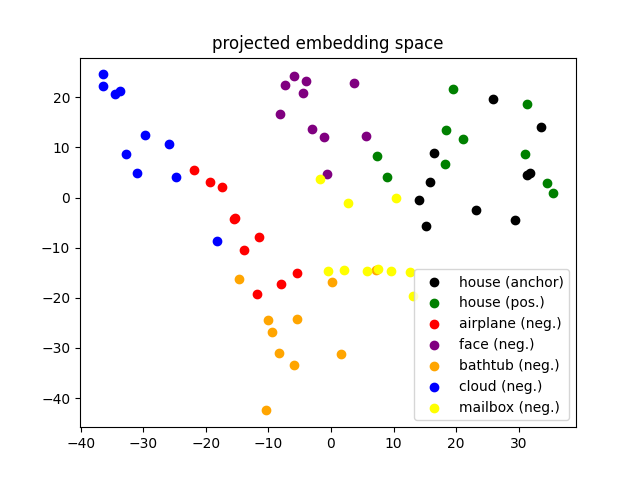 projected embedding space
20
10
0
−10
−20
−30
−40
house (anchor)
house (pos.)
airplane (neg.)
face (neg.)
bathtub (neg.)
cloud (neg.)
mailbox (neg.)
−40 −30 −20 −10 0 10 20 30